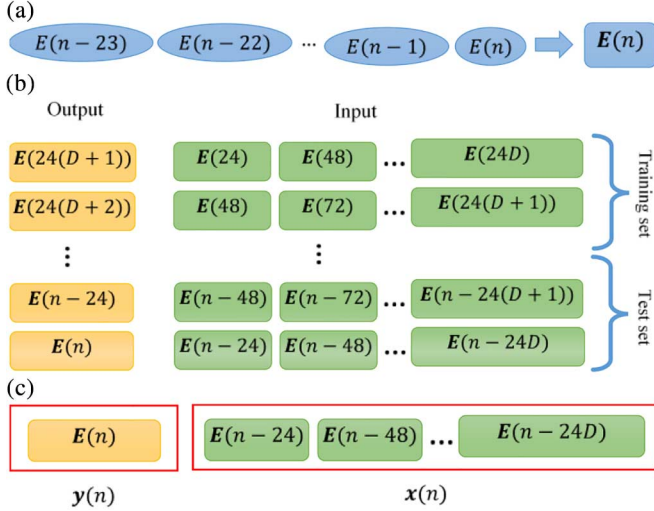 (a)
E(n − 23) E(n − 22) ... E(n − 1) E(n) E(n)
(b)
Output Input
E(24(D + 1)) E(24) E(48) ... E(24D)
E(24(D + 2)) E(48) E(72) ... E(24(D + 1))
Training set
⋮ ⋮
E(n − 24) E(n − 48) E(n − 72) ... E(n − 24(D + 1))
E(n) E(n − 24) E(n − 48) ... E(n − 24D)
Test set
(c)
E(n) E(n − 24) E(n − 48) ... E(n − 24D)
y(n) x(n)